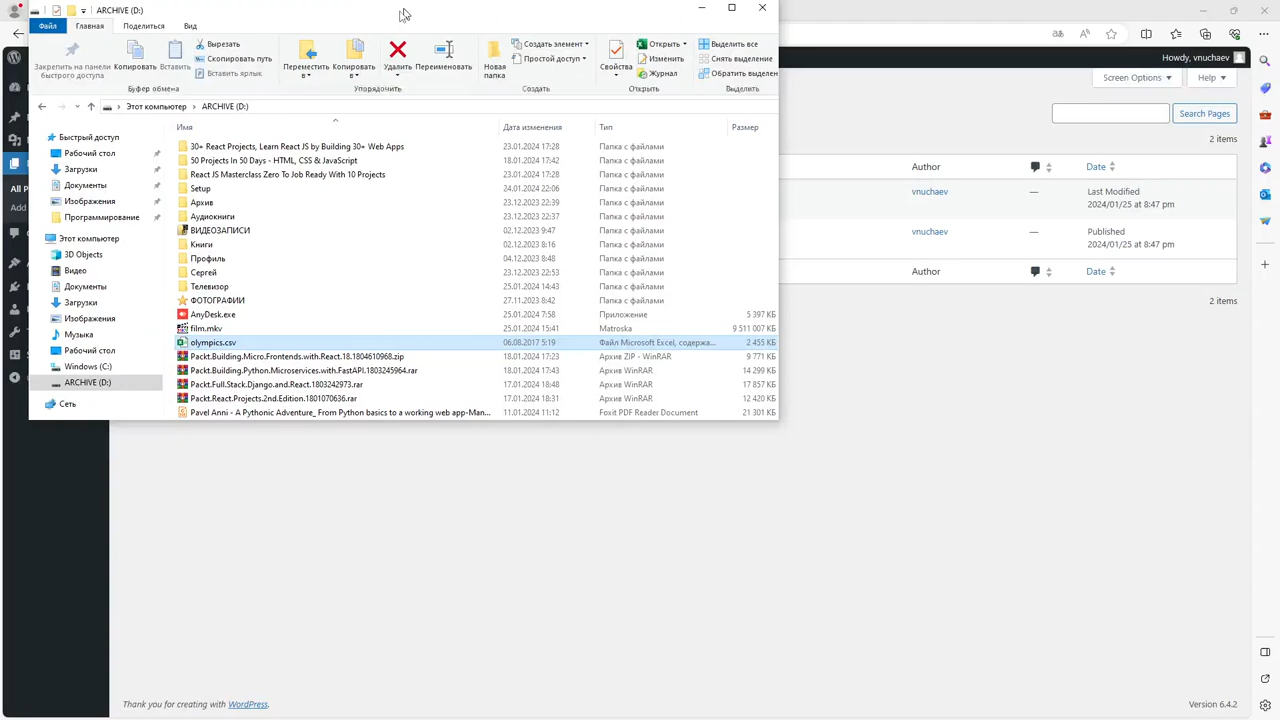 ARCHIVE (D:)
Файл
Главная
Поделиться
Вид
Закрепить на панели быстрого доступа
Копировать
Вставить
Вырезать
Скопировать путь
Вставить ярлык
Буфер обмена
Переместить в
Копировать в
Удалить
Переименовать
Упорядочить
Новая папка
Создать элемент
Простой доступ
Создать
Свойства
Открыть
Изменить
Журнал
Открыть
Выделить все
Снять выделение
Обратить выделен
Выделить
Этот компьютер
ARCHIVE (D:)
Быстрый доступ
Рабочий стол
Загрузки
Документы
Изображения
Программирование
Этот компьютер
3D Objects
Видео
Документы
Загрузки
Изображения
Музыка
Рабочий стол
Windows (C:)
ARCHIVE (D:)
Сеть
Имя Дата изменения Тип Размер
30+ React Projects, Learn React JS by Building 30+ Web Apps 23.01.2024 17:28 Папка с файлами
50 Projects In 50 Days - HTML, CSS & JavaScript 18.01.2024 17:42 Папка с файлами
React JS Masterclass Zero To Job Ready With 10 Projects 23.01.2024 17:28 Папка с файлами
Setup 24.01.2024 22:06 Папка с файлами
Архив 23.12.2023 22:39 Папка с файлами
Аудиокниги 23.12.2023 22:37 Папка с файлами
ВИДЕОЗАПИСИ 02.12.2023 9:47 Папка с файлами
Книги 02.12.2023 8:16 Папка с файлами
Профиль 04.12.2023 8:48 Папка с файлами
Сергей 23.12.2023 22:53 Папка с файлами
Телевизор 25.01.2024 14:43 Папка с файлами
ФОТОГРАФИИ 27.11.2023 8:42 Папка с файлами
AnyDesk.exe 25.01.2024 7:58 Приложение 5 397 КБ
film.mkv 25.01.2024 15:41 Matroska 9 511 007 КБ
olympics.csv 06.08.2017 5:19 Файл Microsoft Excel, содержа... 2 455 КБ
Packt.Building.Micro.Frontends.with.React.18.1804610968.zip 18.01.2024 17:23 Архив ZIP - WinRAR 9 771 КБ
Packt.Building.Python.Microservices.with.FastAPI.1803245964.rar 18.01.2024 17:43 Архив WinRAR 14 299 КБ
Packt.Full.Stack.Django.and.React.1803242973.rar 17.01.2024 18:48 Архив WinRAR 17 857 КБ
Packt.React.Projects.2nd.Edition.1801070636.rar 17.01.2024 18:31 Архив WinRAR 12 420 КБ
Pavel Anni - A Pythonic Adventure_ From Python basics to a working web app-Man... 11.01.2024 11:12 Foxit PDF Reader Document 21 301 КБ
Howdy, vnuchaev
Screen Options
Help
Search Pages
2 items
Author Date
vnuchaev — Last Modified
2024/01/25 at 8:47 pm
vnuchaev — Published
2024/01/25 at 8:47 pm
Author Date
2 items
All P
Add
Thank you for creating with WordPress.
Version 6.4.2